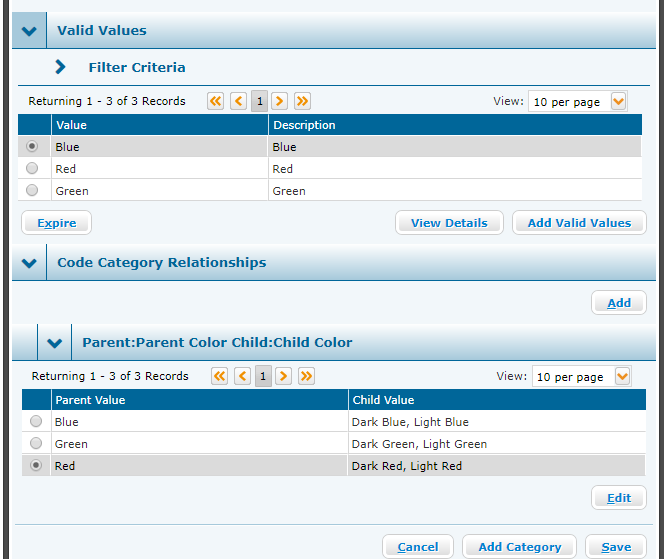 Valid Values
Filter Criteria
Returning 1 - 3 of 3 Records 1 View: 10 per page
Value Description
Blue Blue
Red Red
Green Green
Expire View Details Add Valid Values
Code Category Relationships
Add
Parent:Parent Color Child:Child Color
Returning 1 - 3 of 3 Records 1 View: 10 per page
Parent Value Child Value
Blue Dark Blue, Light Blue
Green Dark Green, Light Green
Red Dark Red, Light Red
Edit
Cancel Add Category Save